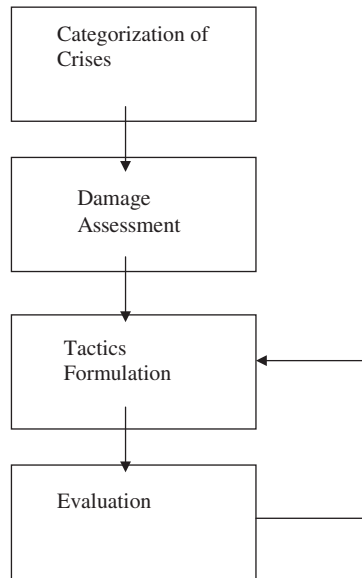 Categorization of
Crises
Damage
Assessment
Tactics
Formulation
Evaluation